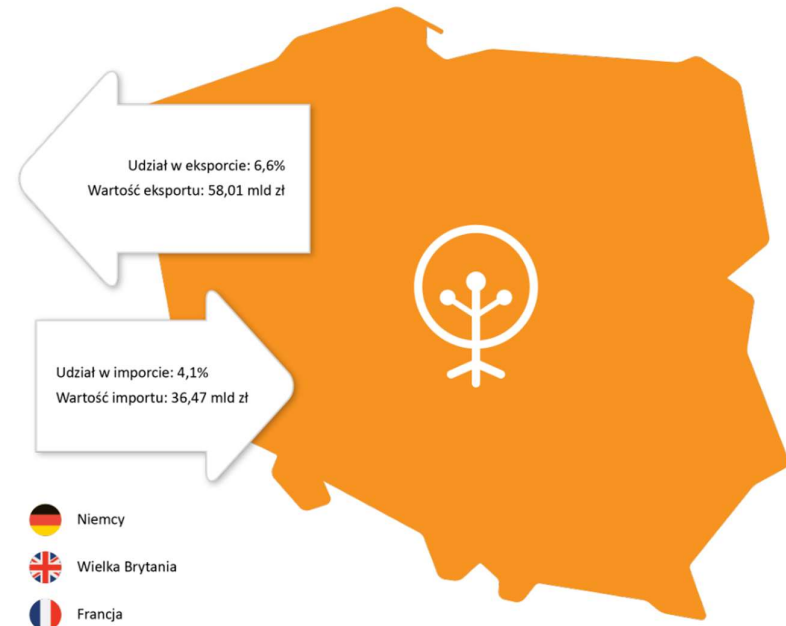 Udział w eksporcie: 6,6%
Wartość eksportu: 58,01 mld zł
Udział w imporcie: 4,1%
Wartość importu: 36,47 mld zł
Niemcy
Wielka Brytania
Francja